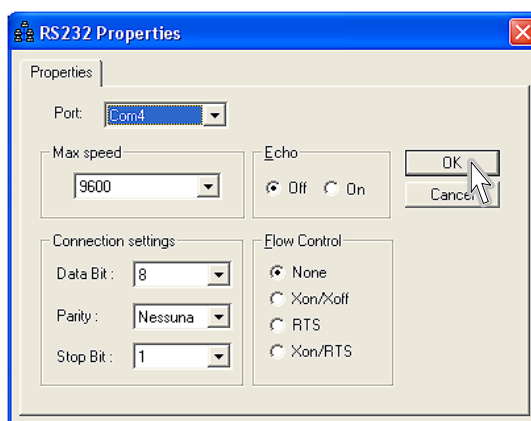 RS232 Properties
Properties
Port: Com4
Max speed
9600
Echo
Off On
OK
Cancel
Connection settings
Data Bit : 8
Parity : Nessuna
Stop Bit : 1
Flow Control
None
Xon/Xoff
RTS
Xon/RTS